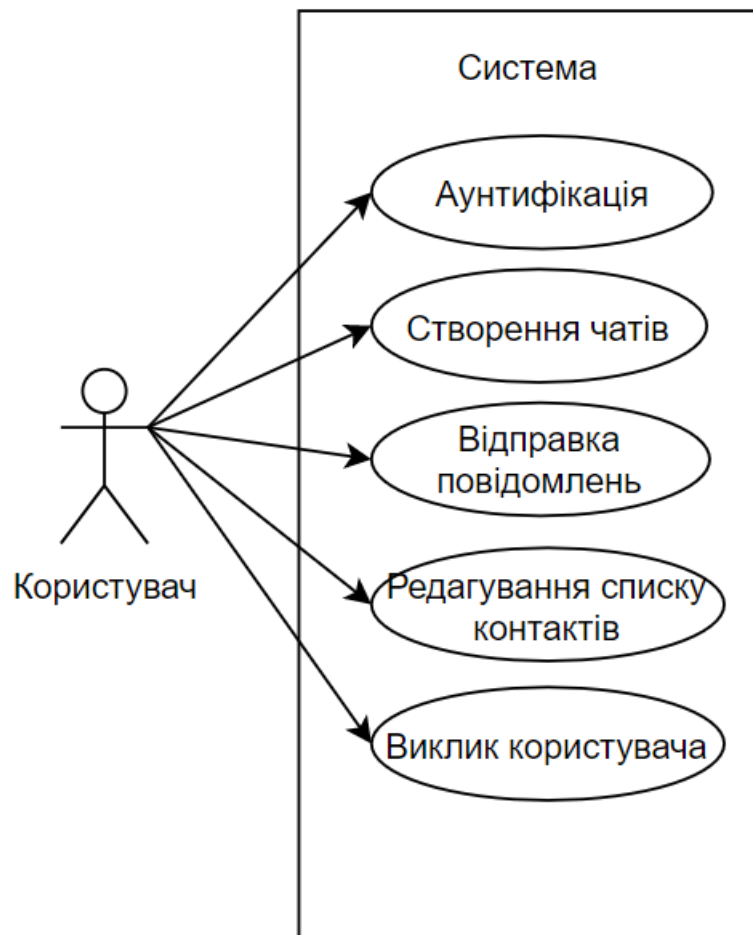 Система
Аунтифікація
Створення чатів
Відправка
повідомлень
Користувач
Редагування списку
контактів
Виклик користувача